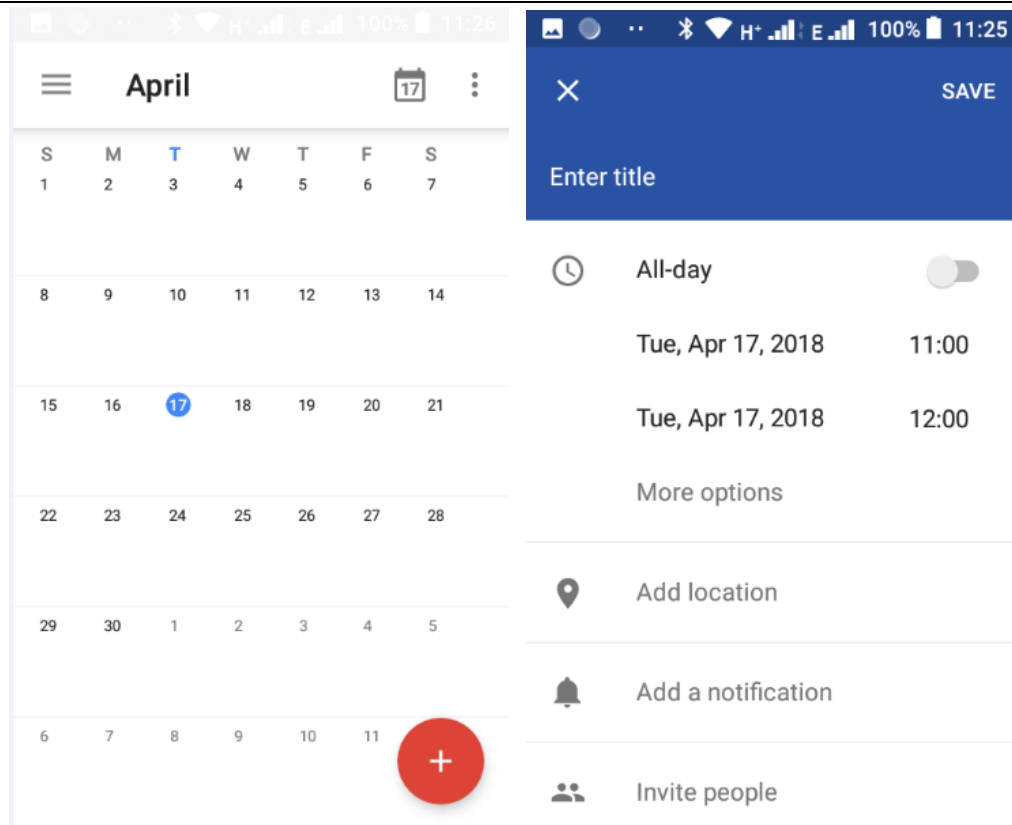 H+ E 100% 11:26
April 17
S M T W T F S
1 2 3 4 5 6 7
8 9 10 11 12 13 14
15 16 17 18 19 20 21
22 23 24 25 26 27 28
29 30 1 2 3 4 5
6 7 8 9 10 11
+
H+ E 100% 11:25
SAVE
Enter title
All-day
Tue, Apr 17, 2018 11:00
Tue, Apr 17, 2018 12:00
More options
Add location
Add a notification
Invite people